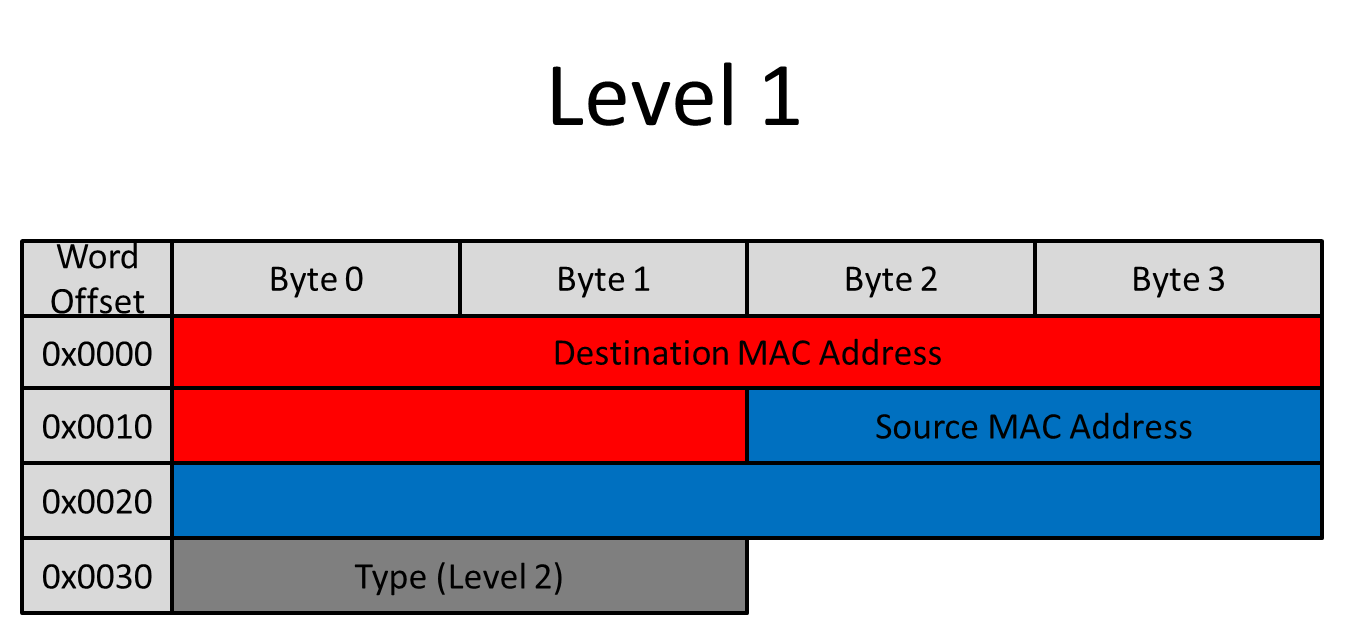 Level 1
Word Offset Byte 0 Byte 1 Byte 2 Byte 3
0x0000 Destination MAC Address
0x0010 Source MAC Address
0x0020
0x0030 Type (Level 2)